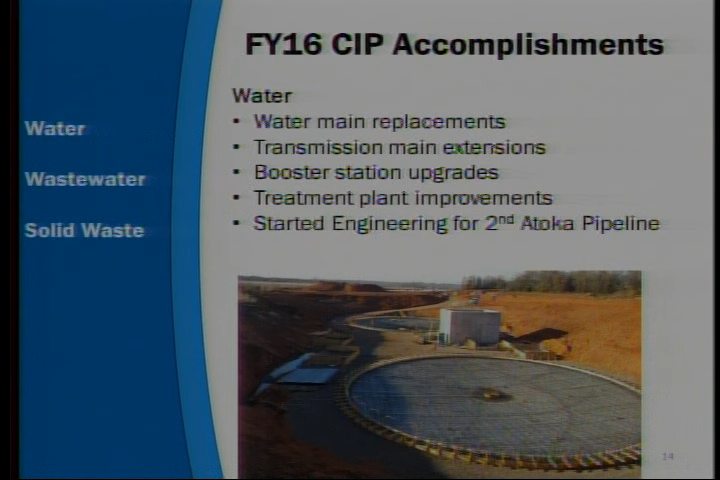 FY16 CIP Accomplishments
Water
Wastewater
Solid Waste
Water
• Water main replacements
• Transmission main extensions
• Booster station upgrades
• Treatment plant improvements
• Started Engineering for 2nd Atoka Pipeline
14